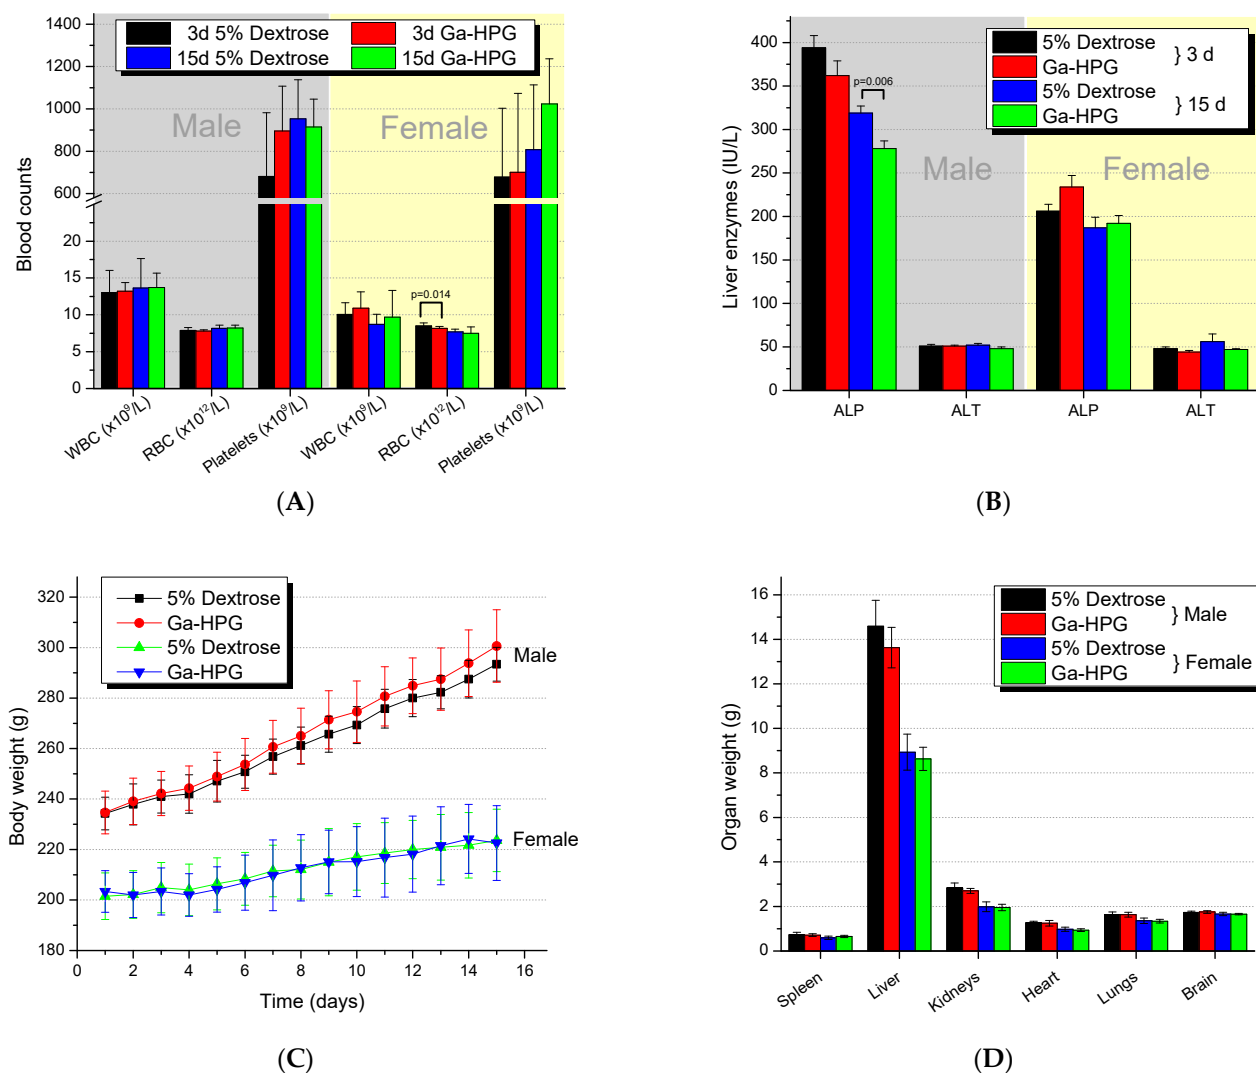 3d 5% Dextrose 3d Ga-HPG
15d 5% Dextrose 15d Ga-HPG
Male Female
p=0.014
Blood counts
1400
1200
1000
800
600
20
15
10
5
0
WBC (x10⁹/L) RBC (x10¹²/L) Platelets (x10⁹/L) WBC (x10⁹/L) RBC (x10¹²/L) Platelets (x10⁹/L)
(A)
5% Dextrose
Ga-HPG
} 3 d
5% Dextrose
Ga-HPG
} 15 d
p=0.006
Male Female
Liver enzymes (IU/L)
400
350
300
250
200
150
100
50
0
ALP ALT ALP ALT
(B)
5% Dextrose
Ga-HPG
5% Dextrose
Ga-HPG
Male
Female
Body weight (g)
320
300
280
260
240
220
200
180
0 2 4 6 8 10 12 14 16
Time (days)
(C)
5% Dextrose
Ga-HPG
} Male
5% Dextrose
Ga-HPG
} Female
Organ weight (g)
16
14
12
10
8
6
4
2
0
Spleen Liver Kidneys Heart Lungs Brain
(D)